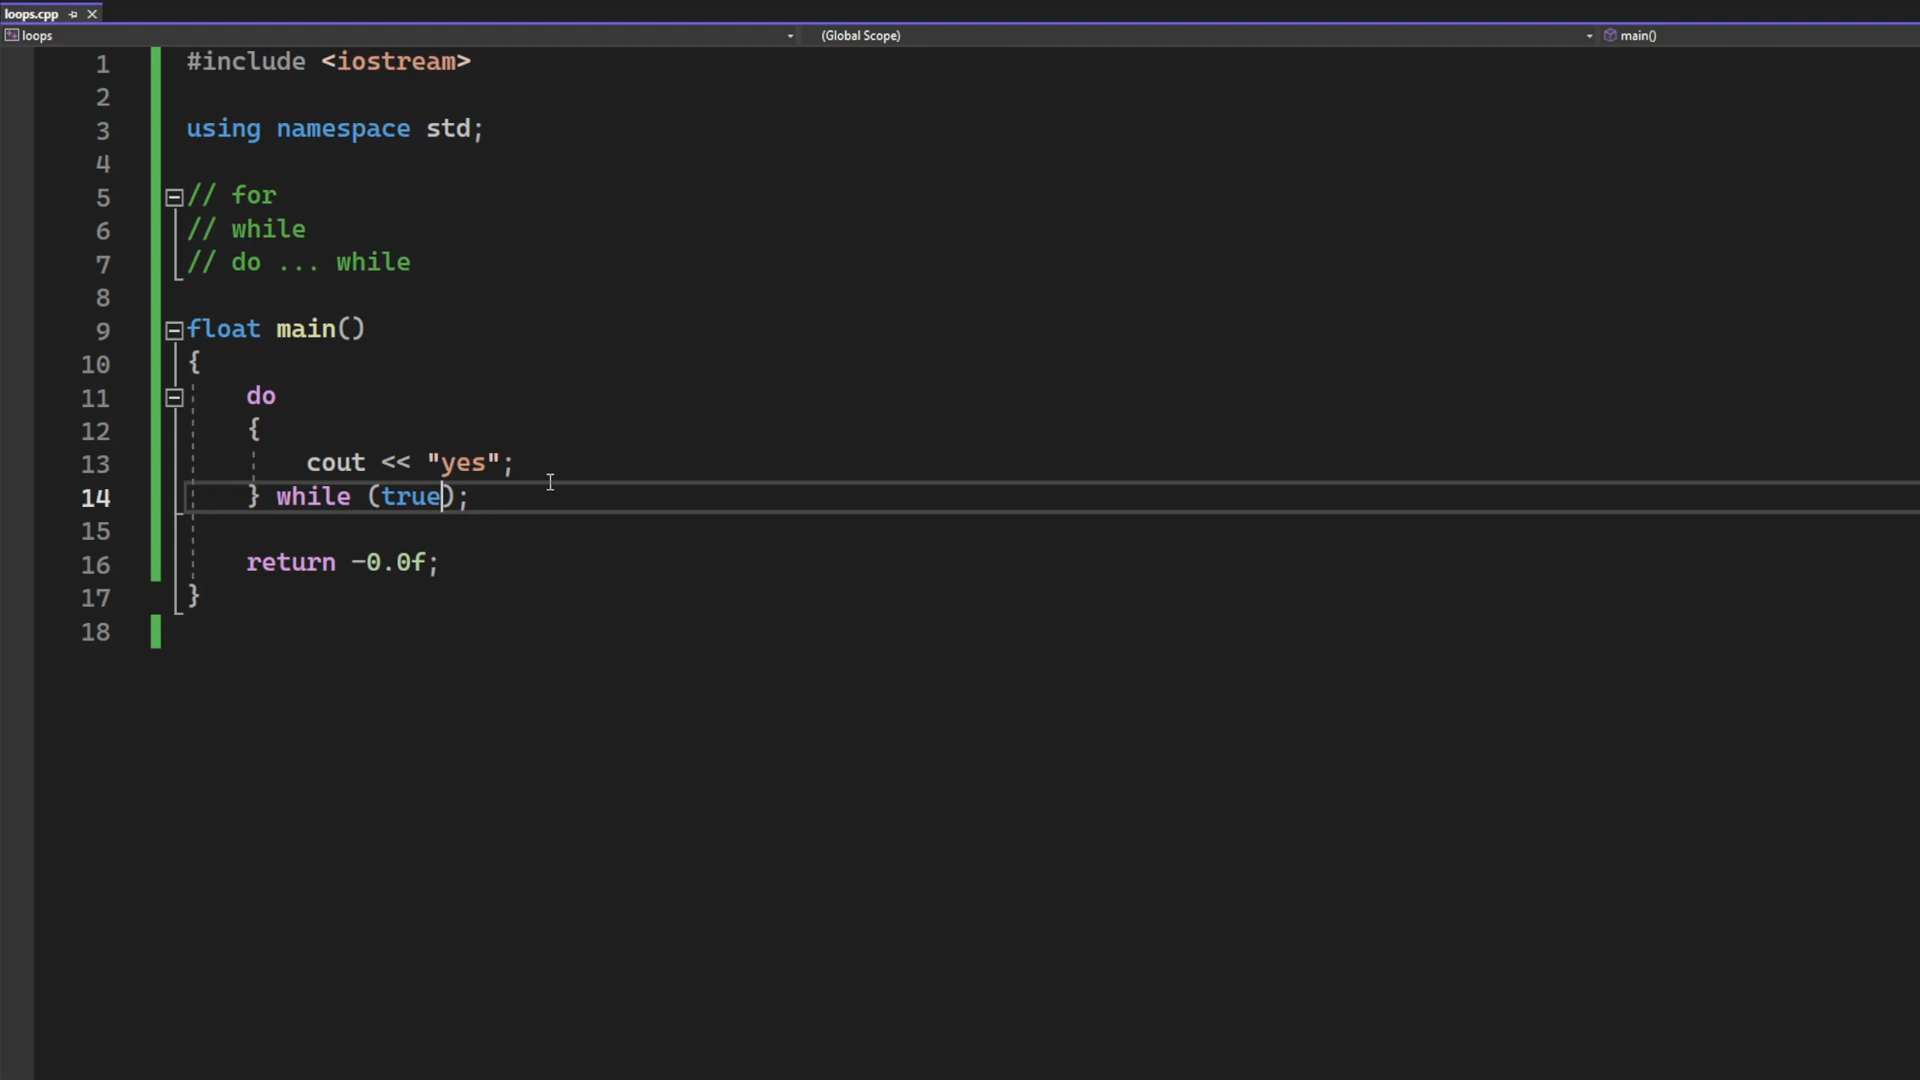 loops.cpp
loops
(Global Scope)
main()
1 #include <iostream>
2
3 using namespace std;
4
5 // for
6 // while
7 // do ... while
8
9 float main()
10 {
11     do
12     {
13         cout << "yes";
14     } while (true);
15
16     return -0.0f;
17 }
18